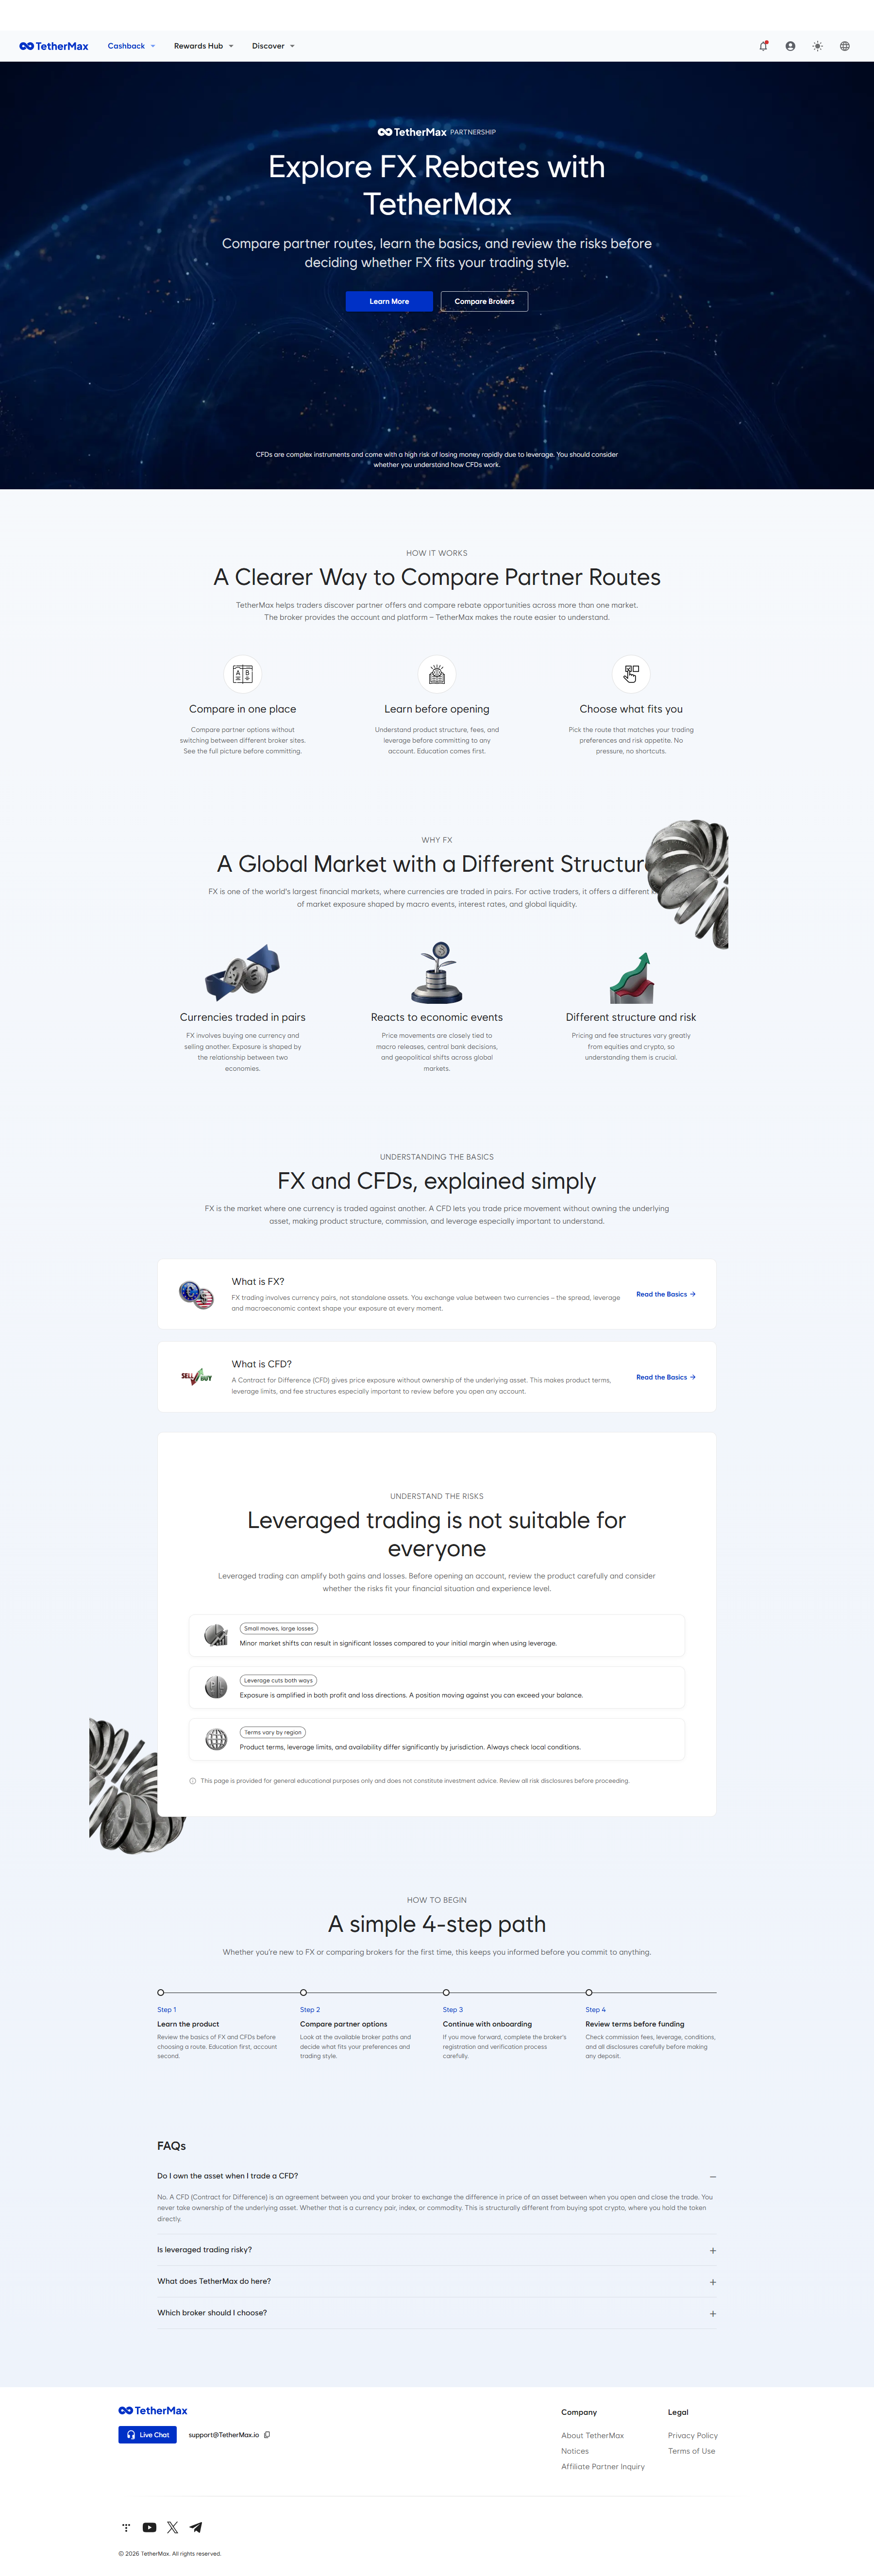 TetherMax Cashback Rewards Hub Discover
TetherMax PARTNERSHIP
Explore FX Rebates with
TetherMax
Compare partner routes, learn the basics, and review the risks before
deciding whether FX fits your trading style.
Learn More Compare Brokers
CFDs are complex instruments and come with a high risk of losing money rapidly due to leverage. You should consider
whether you understand how CFDs work.
HOW IT WORKS
A Clearer Way to Compare Partner Routes
TetherMax helps traders discover partner offers and compare rebate opportunities across more than one market.
The broker provides the account and platform – TetherMax makes the route easier to understand.
A B
Compare in one place
Compare partner options without
switching between different broker sites.
See the full picture before committing.
Learn before opening
Understand product structure, fees, and
leverage before committing to any
account. Education comes first.
Choose what fits you
Pick the route that matches your trading
preferences and risk appetite. No
pressure, no shortcuts.
WHY FX
A Global Market with a Different Structur
FX is one of the world's largest financial markets, where currencies are traded in pairs. For active traders, it offers a different
of market exposure shaped by macro events, interest rates, and global liquidity.
Currencies traded in pairs
FX involves buying one currency and
selling another. Exposure is shaped by
the relationship between two
economies.
Reacts to economic events
Price movements are closely tied to
macro releases, central bank decisions,
and geopolitical shifts across global
markets.
Different structure and risk
Pricing and fee structures vary greatly
from equities and crypto, so
understanding them is crucial.
UNDERSTANDING THE BASICS
FX and CFDs, explained simply
FX is the market where one currency is traded against another. A CFD lets you trade price movement without owning the underlying
asset, making product structure, commission, and leverage especially important to understand.
What is FX?
FX trading involves currency pairs, not standalone assets. You exchange value between two currencies – the spread, leverage
and macroeconomic context shape your exposure at every moment.
Read the Basics →
What is CFD?
SELL BUY
A Contract for Difference (CFD) gives price exposure without ownership of the underlying asset. This makes product terms,
leverage limits, and fee structures especially important to review before you open any account.
Read the Basics →
UNDERSTAND THE RISKS
Leveraged trading is not suitable for
everyone
Leveraged trading can amplify both gains and losses. Before opening an account, review the product carefully and consider
whether the risks fit your financial situation and experience level.
Small moves, large losses
Minor market shifts can result in significant losses compared to your initial margin when using leverage.
Leverage cuts both ways
Exposure is amplified in both profit and loss directions. A position moving against you can exceed your balance.
Terms vary by region
Product terms, leverage limits, and availability differ significantly by jurisdiction. Always check local conditions.
This page is provided for general educational purposes only and does not constitute investment advice. Review all risk disclosures before proceeding.
HOW TO BEGIN
A simple 4-step path
Whether you're new to FX or comparing brokers for the first time, this keeps you informed before you commit to anything.
Step 1
Learn the product
Review the basics of FX and CFDs before
choosing a route. Education first, account
second.
Step 2
Compare partner options
Look at the available broker paths and
decide what fits your preferences and
trading style.
Step 3
Continue with onboarding
If you move forward, complete the broker's
registration and verification process
carefully.
Step 4
Review terms before funding
Check commission fees, leverage, conditions,
and all disclosures carefully before making
any deposit.
FAQs
Do I own the asset when I trade a CFD?
No. A CFD (Contract for Difference) is an agreement between you and your broker to exchange the difference in price of an asset between when you open and close the trade. You
never take ownership of the underlying asset. Whether that is a currency pair, index, or commodity. This is structurally different from buying spot crypto, where you hold the token
directly.
Is leveraged trading risky?
What does TetherMax do here?
Which broker should I choose?
TetherMax
Live Chat support@TetherMax.io
Company
About TetherMax
Notices
Affiliate Partner Inquiry
Legal
Privacy Policy
Terms of Use
© 2026 TetherMax. All rights reserved.